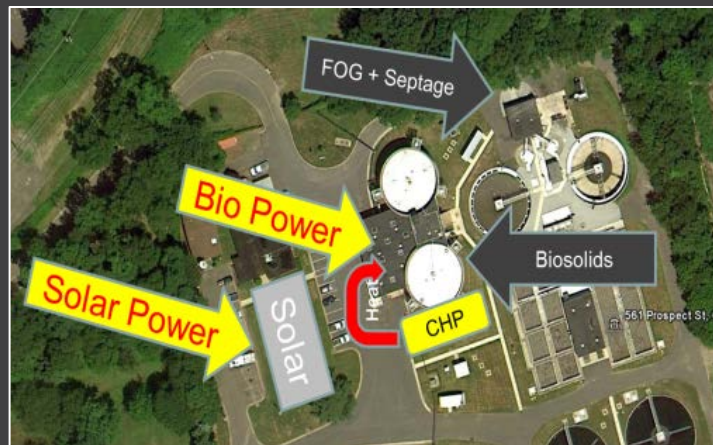 FOG + Septage
Bio Power
Biosolids
Solar Power
Solar
Heat
CHP
561 Prospect St,